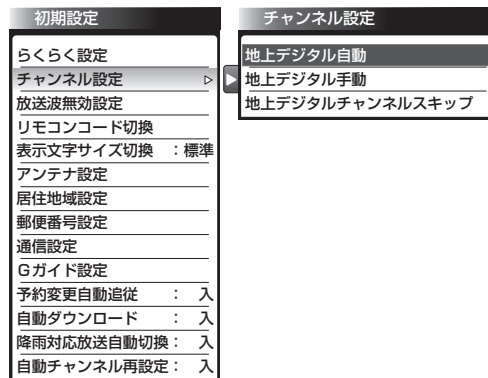 初期設定
らくらく設定
チャンネル設定
放送波無効設定
リモコンコード切換
表示文字サイズ切換 ：標準
アンテナ設定
居住地域設定
郵便番号設定
通信設定
Gガイド設定
予約変更自動追従 ： 入
自動ダウンロード ： 入
降雨対応放送自動切換： 入
自動チャンネル再設定： 入
チャンネル設定
地上デジタル自動
地上デジタル手動
地上デジタルチャンネルスキップ